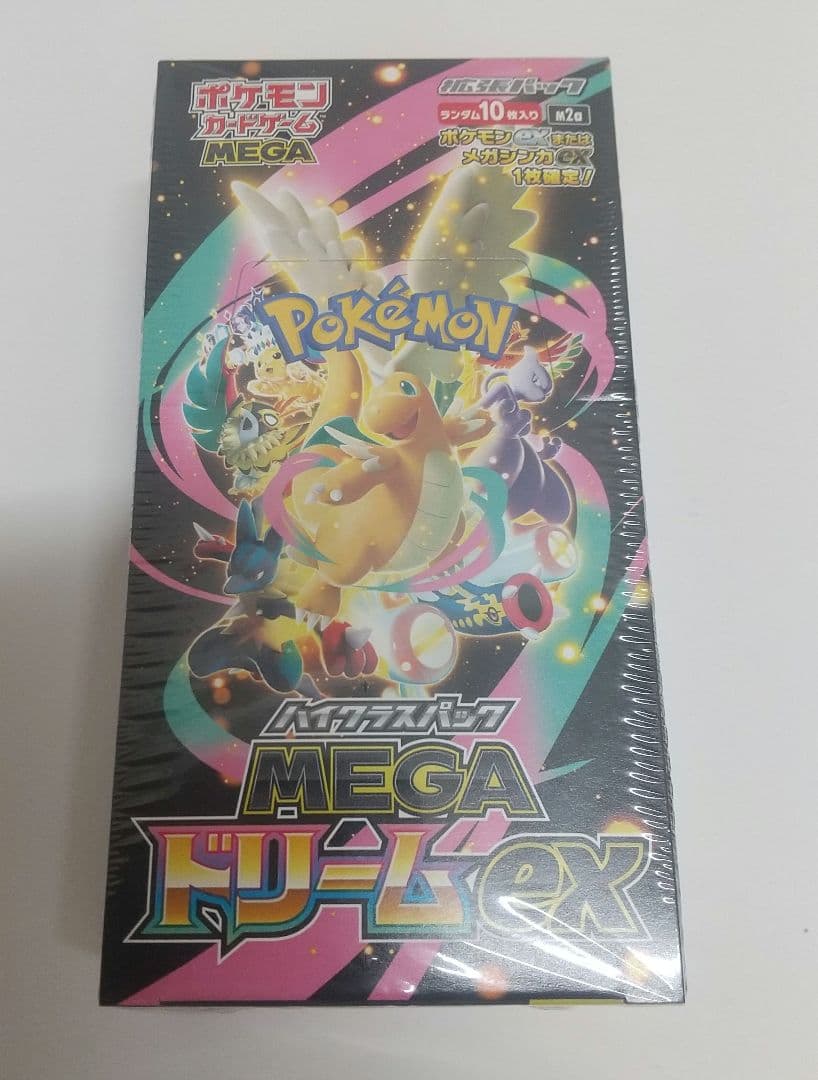 ポケモン
カードゲーム
MEGA
拡張パック
ランダム10枚入り
M2a
ポケモンexまたは
メガシンカex
1枚確定!
POKÉMON
ハイクラスパック
MEGA
ドリームex